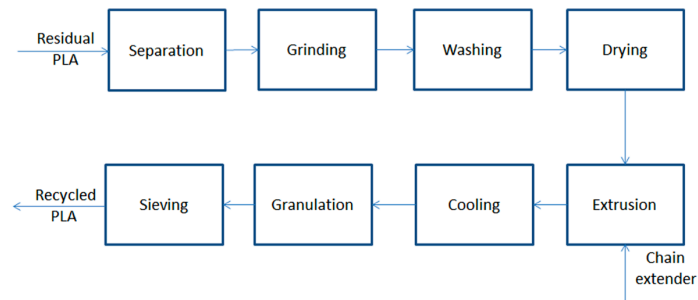 Residual
PLA
Separation
Grinding
Washing
Drying
Recycled
PLA
Sieving
Granulation
Cooling
Extrusion
Chain
extender